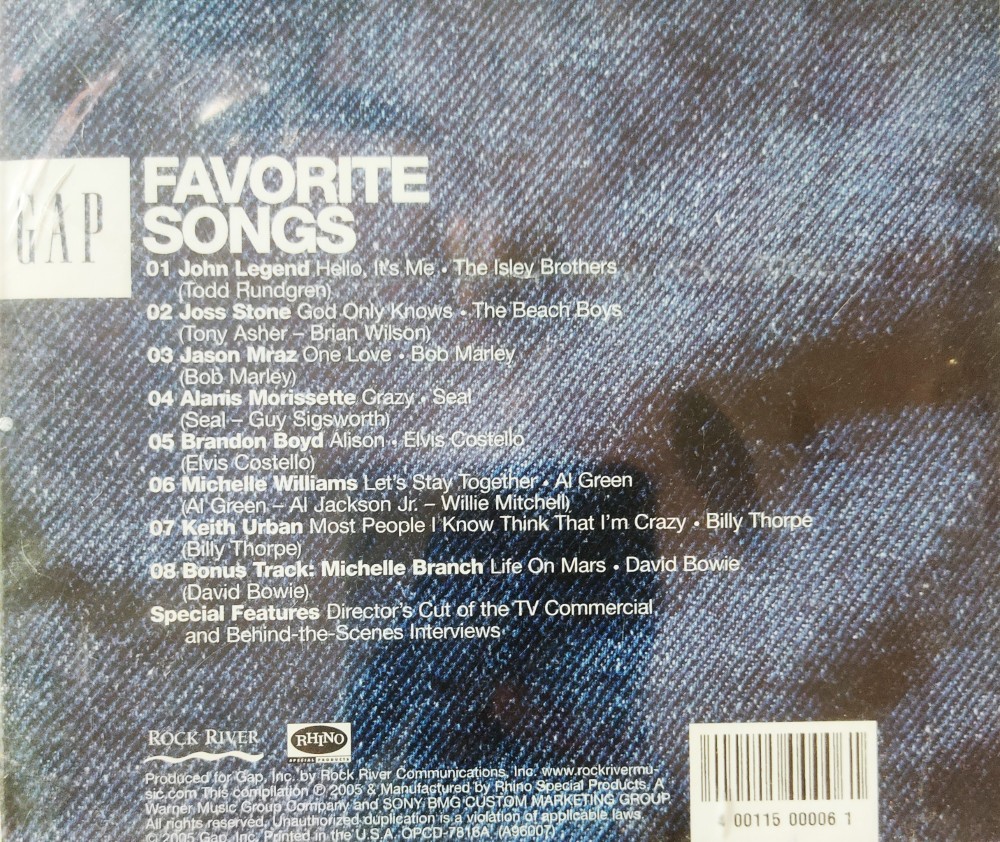 GAP
FAVORITE
SONGS
01 John Legend Hello, It's Me • The Isley Brothers
(Todd Rundgren)
02 Joss Stone God Only Knows • The Beach Boys
(Tony Asher – Brian Wilson)
03 Jason Mraz One Love • Bob Marley
(Bob Marley)
04 Alanis Morissette Crazy • Seal
(Seal – Guy Sigsworth)
05 Brandon Boyd Alison • Elvis Costello
(Elvis Costello)
06 Michelle Williams Let's Stay Together • Al Green
(Al Green – Al Jackson Jr. – Willie Mitchell)
07 Keith Urban Most People I Know Think That I'm Crazy • Billy Thorpe
(Billy Thorpe)
08 Bonus Track: Michelle Branch Life On Mars • David Bowie
(David Bowie)
Special Features Director's Cut of the TV Commercial
and Behind-the-Scenes Interviews
ROCK RIVER
RHINO
SPECIAL PRODUCTS
Produced for Gap, Inc. by Rock River Communications, Inc. www.rockrivermu-
sic.com This compilation © 2005 & Manufactured by Rhino Special Products, A
Warner Music Group Company and SONY BMG CUSTOM MARKETING GROUP.
All rights reserved. Unauthorized duplication is a violation of applicable laws.
© 2005 Gap, Inc. Printed in the U.S.A. OPCD-7816A (A96007)
4 00115 00006 1